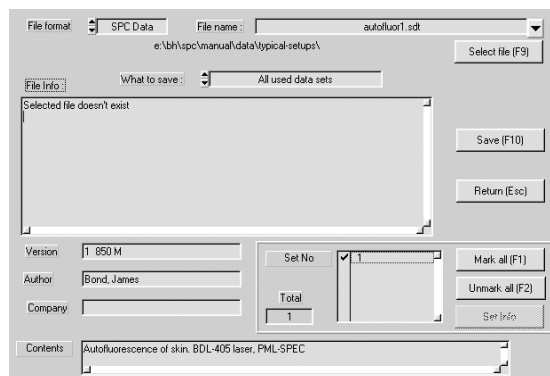 File format SPC Data File name : autofluor1.sdt
e:\bh\spc\manual\data\typical-setups\ Select file (F9)
What to save : All used data sets
File Info :
Selected file doesn't exist
Save (F10)
Return (Esc)
Version 1 850 M
Set No 1 Mark all (F1)
Author Bond, James
Unmark all (F2)
Total
Company 1 Set Info
Contents Autofluorescence of skin. BDL-405 laser, PML-SPEC